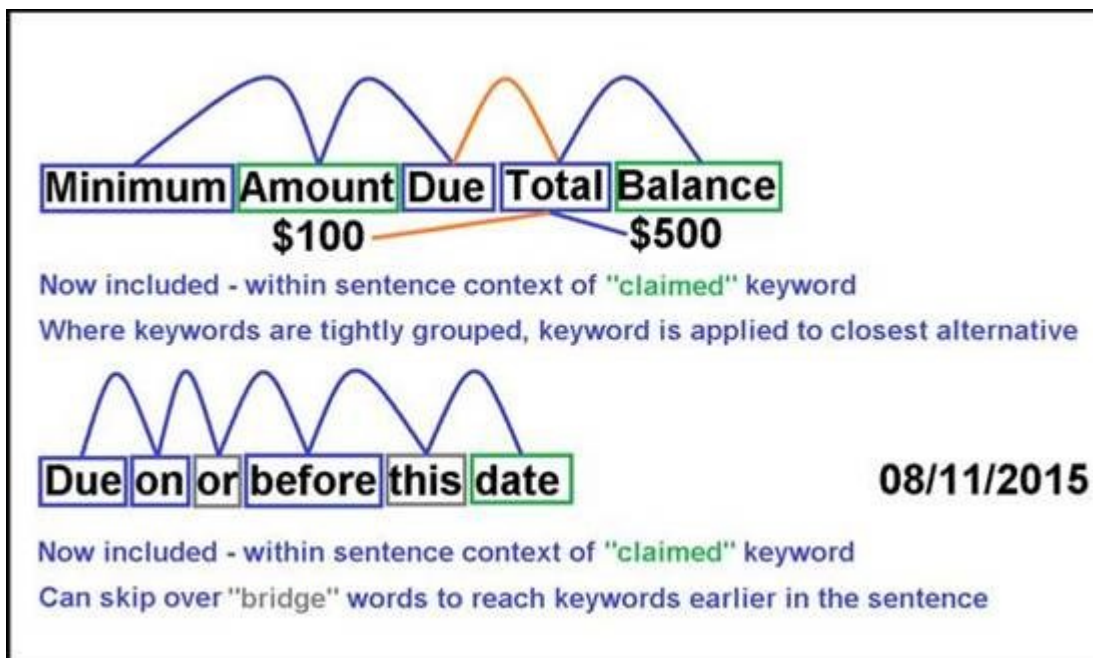 Minimum Amount Due Total Balance
$100 $500
Now included - within sentence context of "claimed" keyword
Where keywords are tightly grouped, keyword is applied to closest alternative
Due on or before this date 08/11/2015
Now included - within sentence context of "claimed" keyword
Can skip over "bridge" words to reach keywords earlier in the sentence